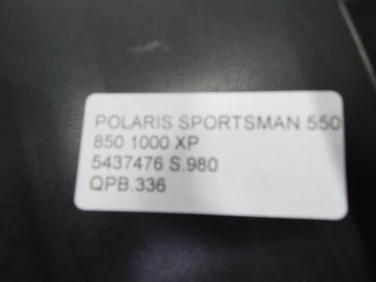 POLARIS SPORTSMAN 550
850 1000 XP
5437476 S.980
QPB.336